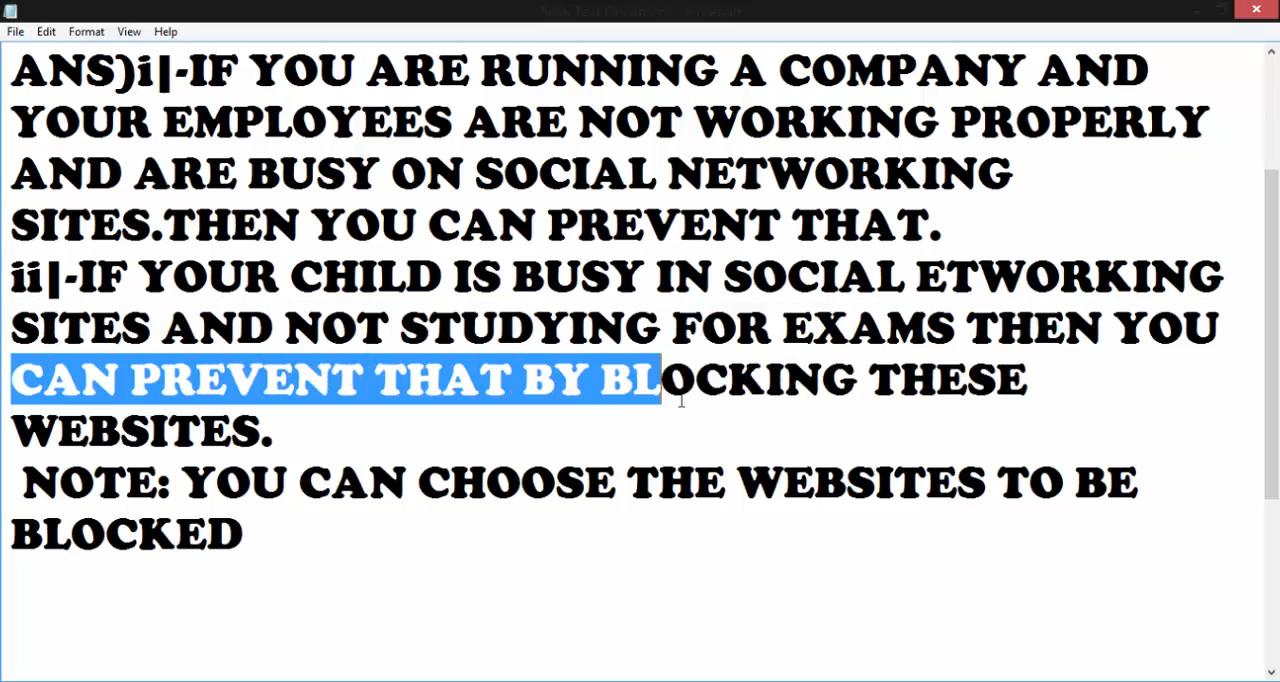 File Edit Format View Help
ANS)i|-IF YOU ARE RUNNING A COMPANY AND
YOUR EMPLOYEES ARE NOT WORKING PROPERLY
AND ARE BUSY ON SOCIAL NETWORKING
SITES.THEN YOU CAN PREVENT THAT.
ii|-IF YOUR CHILD IS BUSY IN SOCIAL ETWORKING
SITES AND NOT STUDYING FOR EXAMS THEN YOU
CAN PREVENT THAT BY BLOCKING THESE
WEBSITES.
NOTE: YOU CAN CHOOSE THE WEBSITES TO BE
BLOCKED